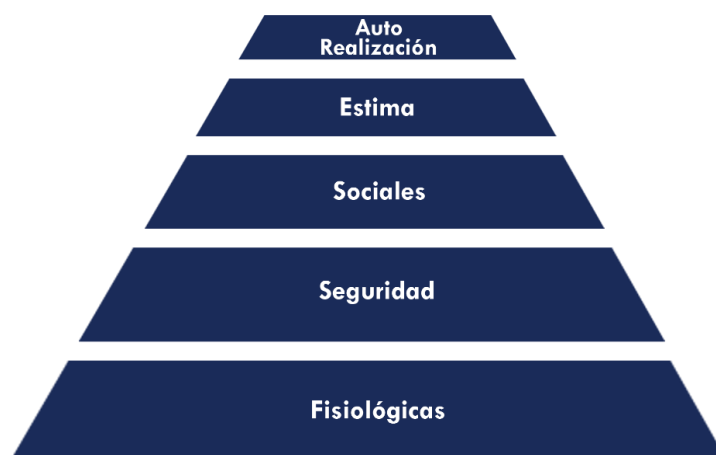 Auto
Realización
Estima
Sociales
Seguridad
Fisiológicas